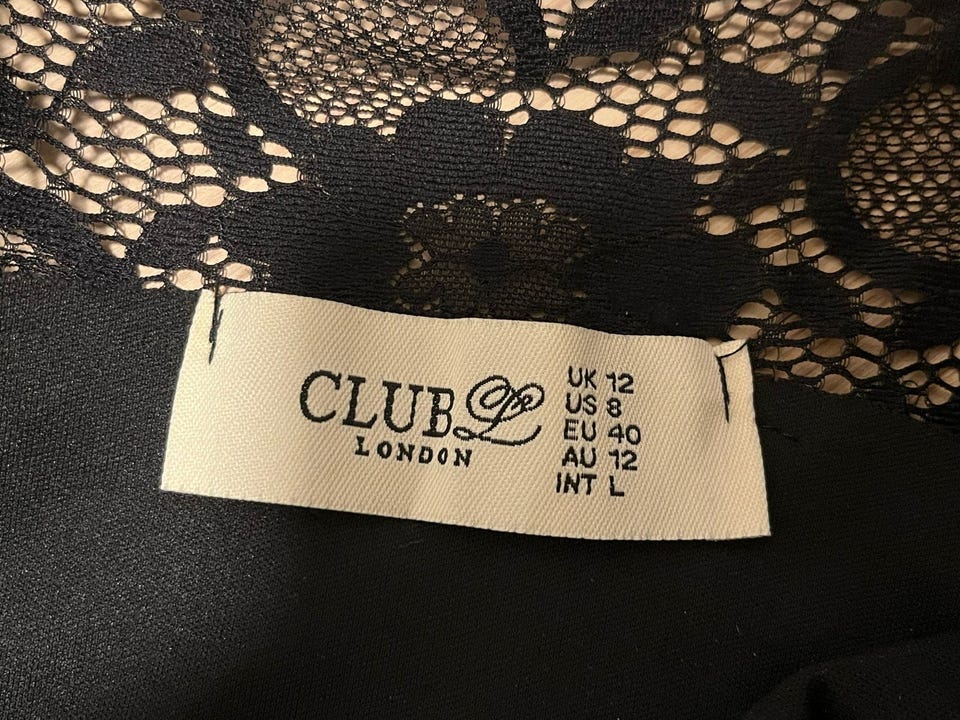 CLUB L
LONDON
UK 12
US 8
EU 40
AU 12
INT L